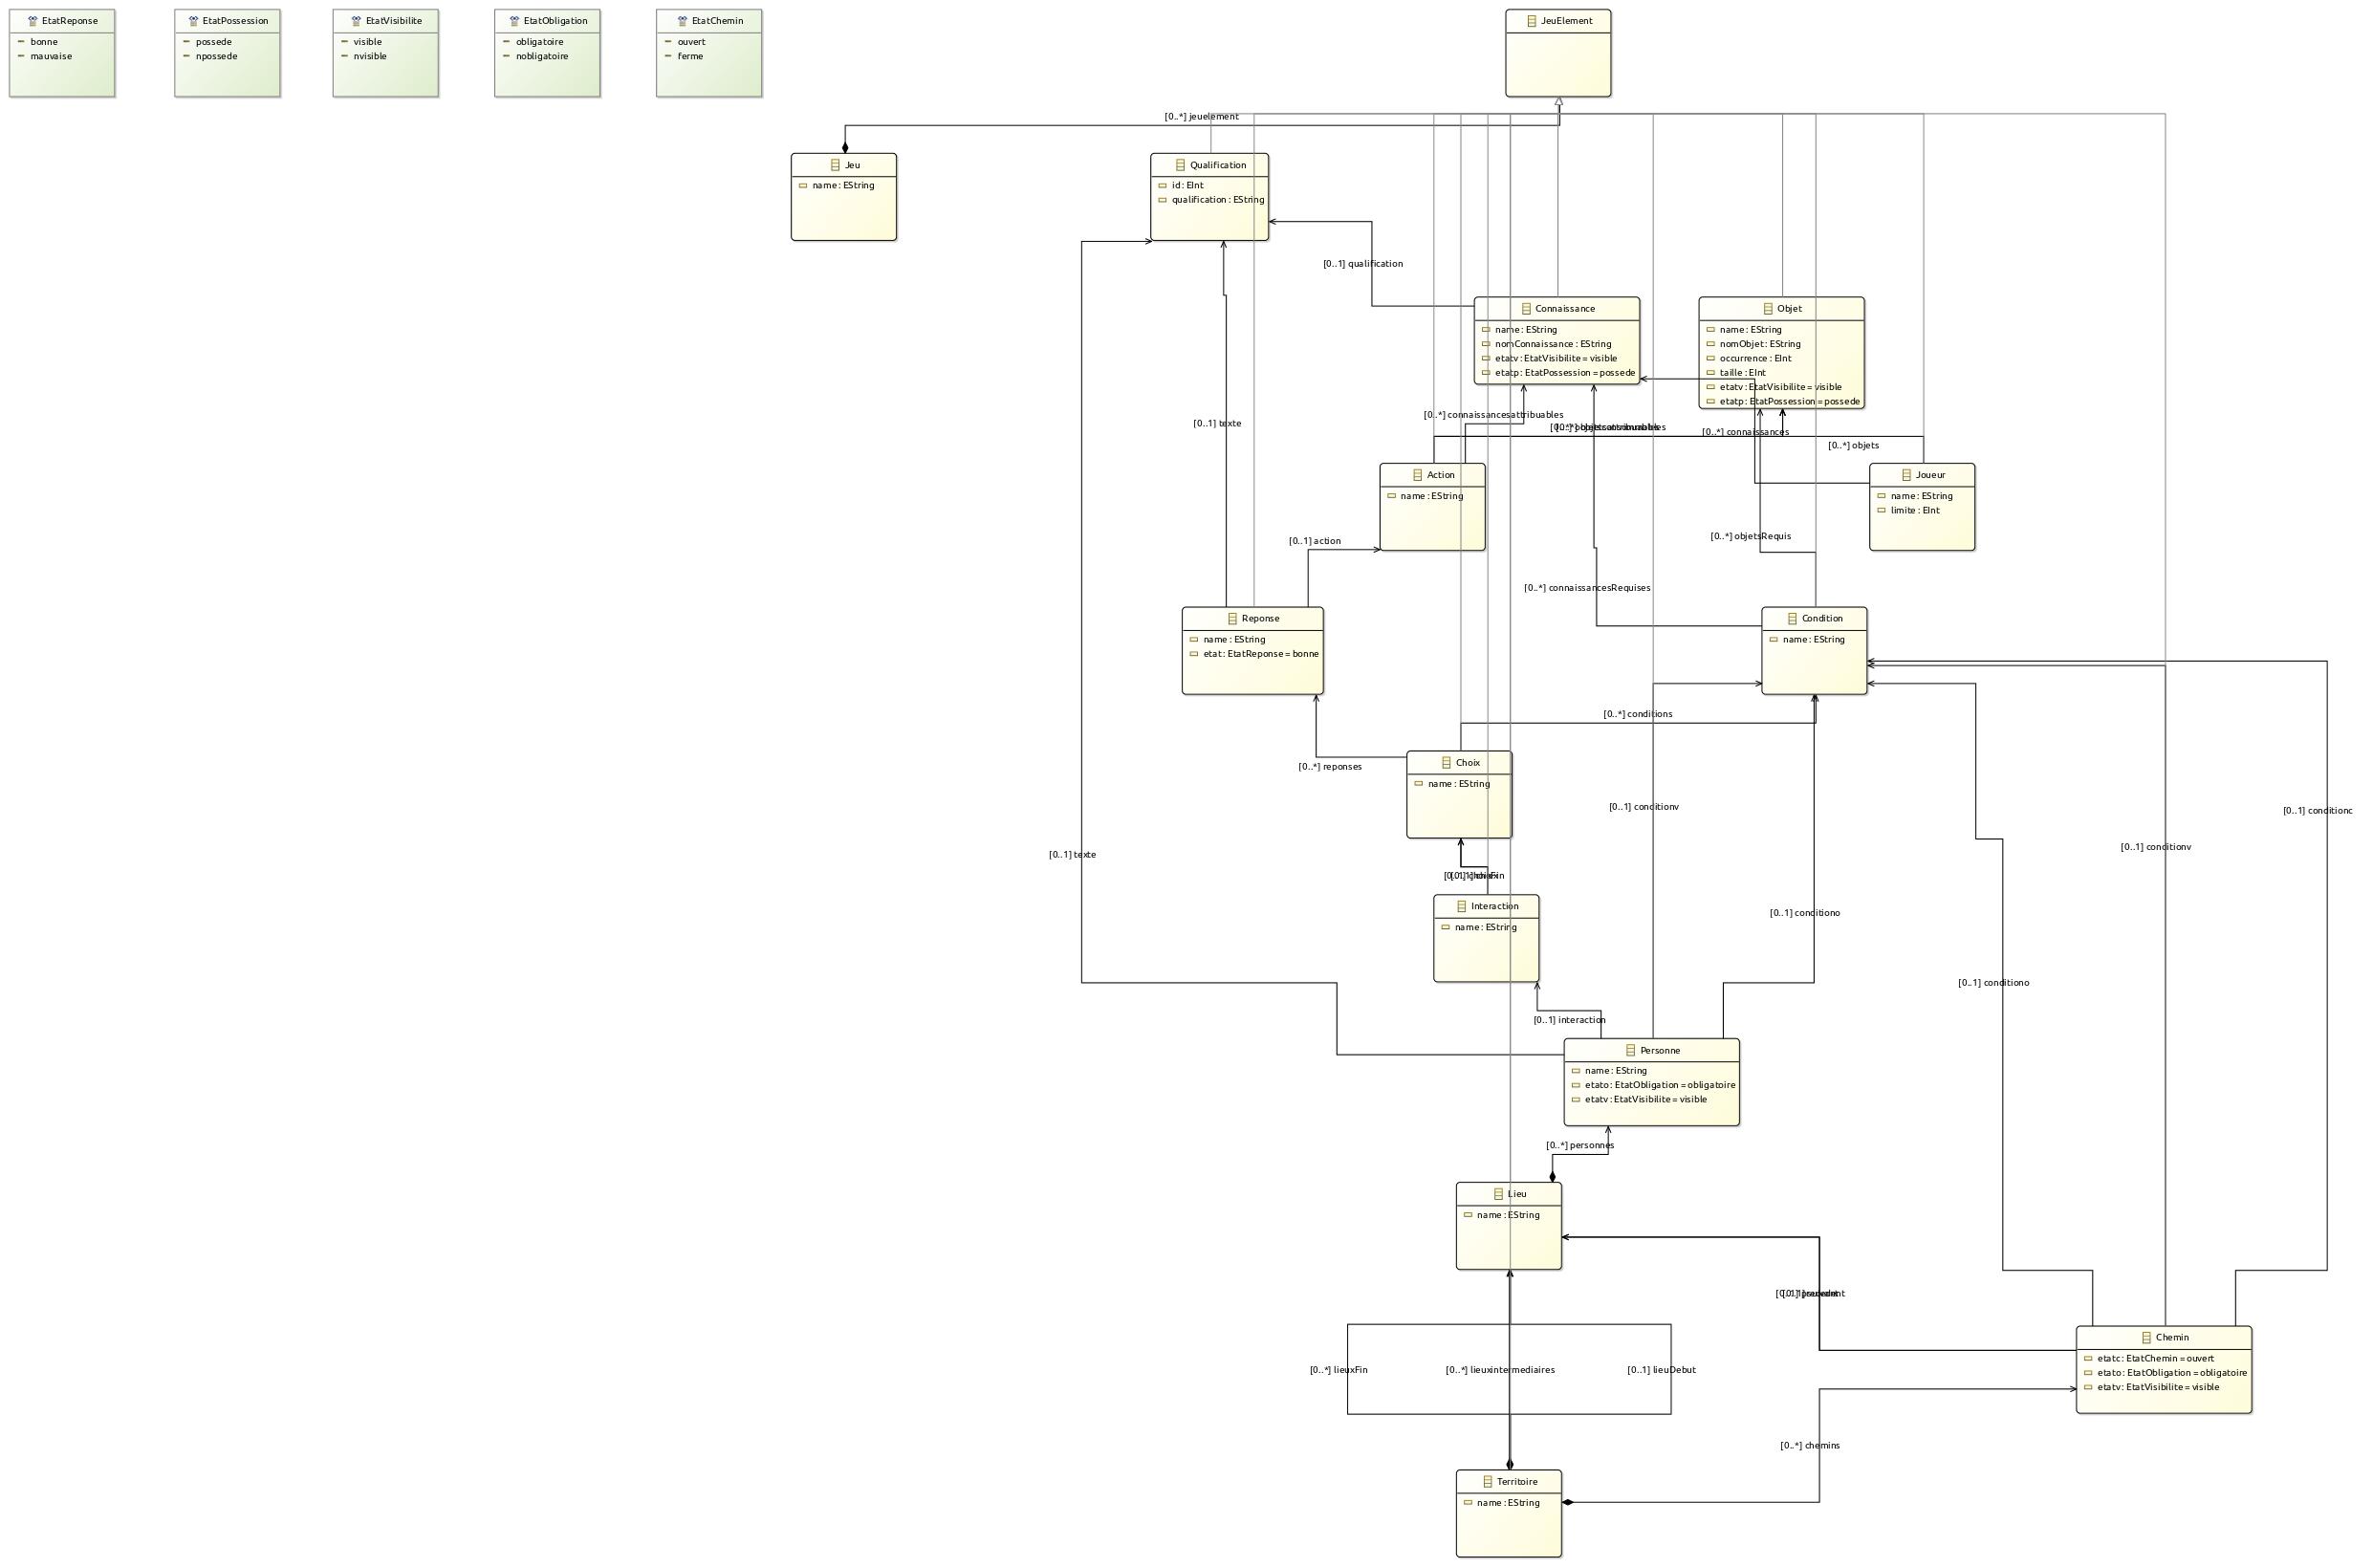 EtatReponse
bonne
mauvaise
EtatPossession
possede
npossede
EtatVisibilite
visible
nvisible
EtatObligation
obligatoire
nobligatoire
EtatChemin
ouvert
ferme
JeuElement
[0..*] jeuelement
Jeu
name : EString
Qualification
id : EInt
qualification : EString
[0..1] qualification
Connaissance
name : EString
nomConnaissance : EString
etatv : EtatVisibilite = visible
etatp : EtatPossession = possede
Objet
name : EString
nomObjet : EString
occurrence : EInt
taille : EInt
etatv : EtatVisibilite = visible
etatp : EtatPossession = possede
[0..*] connaissancesattribuables
[0..1] texte
[0..*] connaissances
[0..*] objets
Action
name : EString
Joueur
name : EString
limite : EInt
[0..1] action
[0..*] objetsRequis
[0..*] connaissancesRequises
Reponse
name : EString
etat : EtatReponse = bonne
Condition
name : EString
[0..*] conditions
[0..*] reponses
Choix
name : EString
[0..1] conditionv
[0..1] conditionc
[0..1] conditionv
[0..1] texte
Interaction
name : EString
[0..1] conditiono
[0..1] conditiono
[0..1] interaction
Personne
name : EString
etato : EtatObligation = obligatoire
etatv : EtatVisibilite = visible
[0..*] personnes
Lieu
name : EString
Chemin
etatc : EtatChemin = ouvert
etato : EtatObligation = obligatoire
etatv : EtatVisibilite = visible
[0..*] lieuxFin
[0..*] lieuxintermediaires
[0..1] lieuDebut
[0..*] chemins
Territoire
name : EString